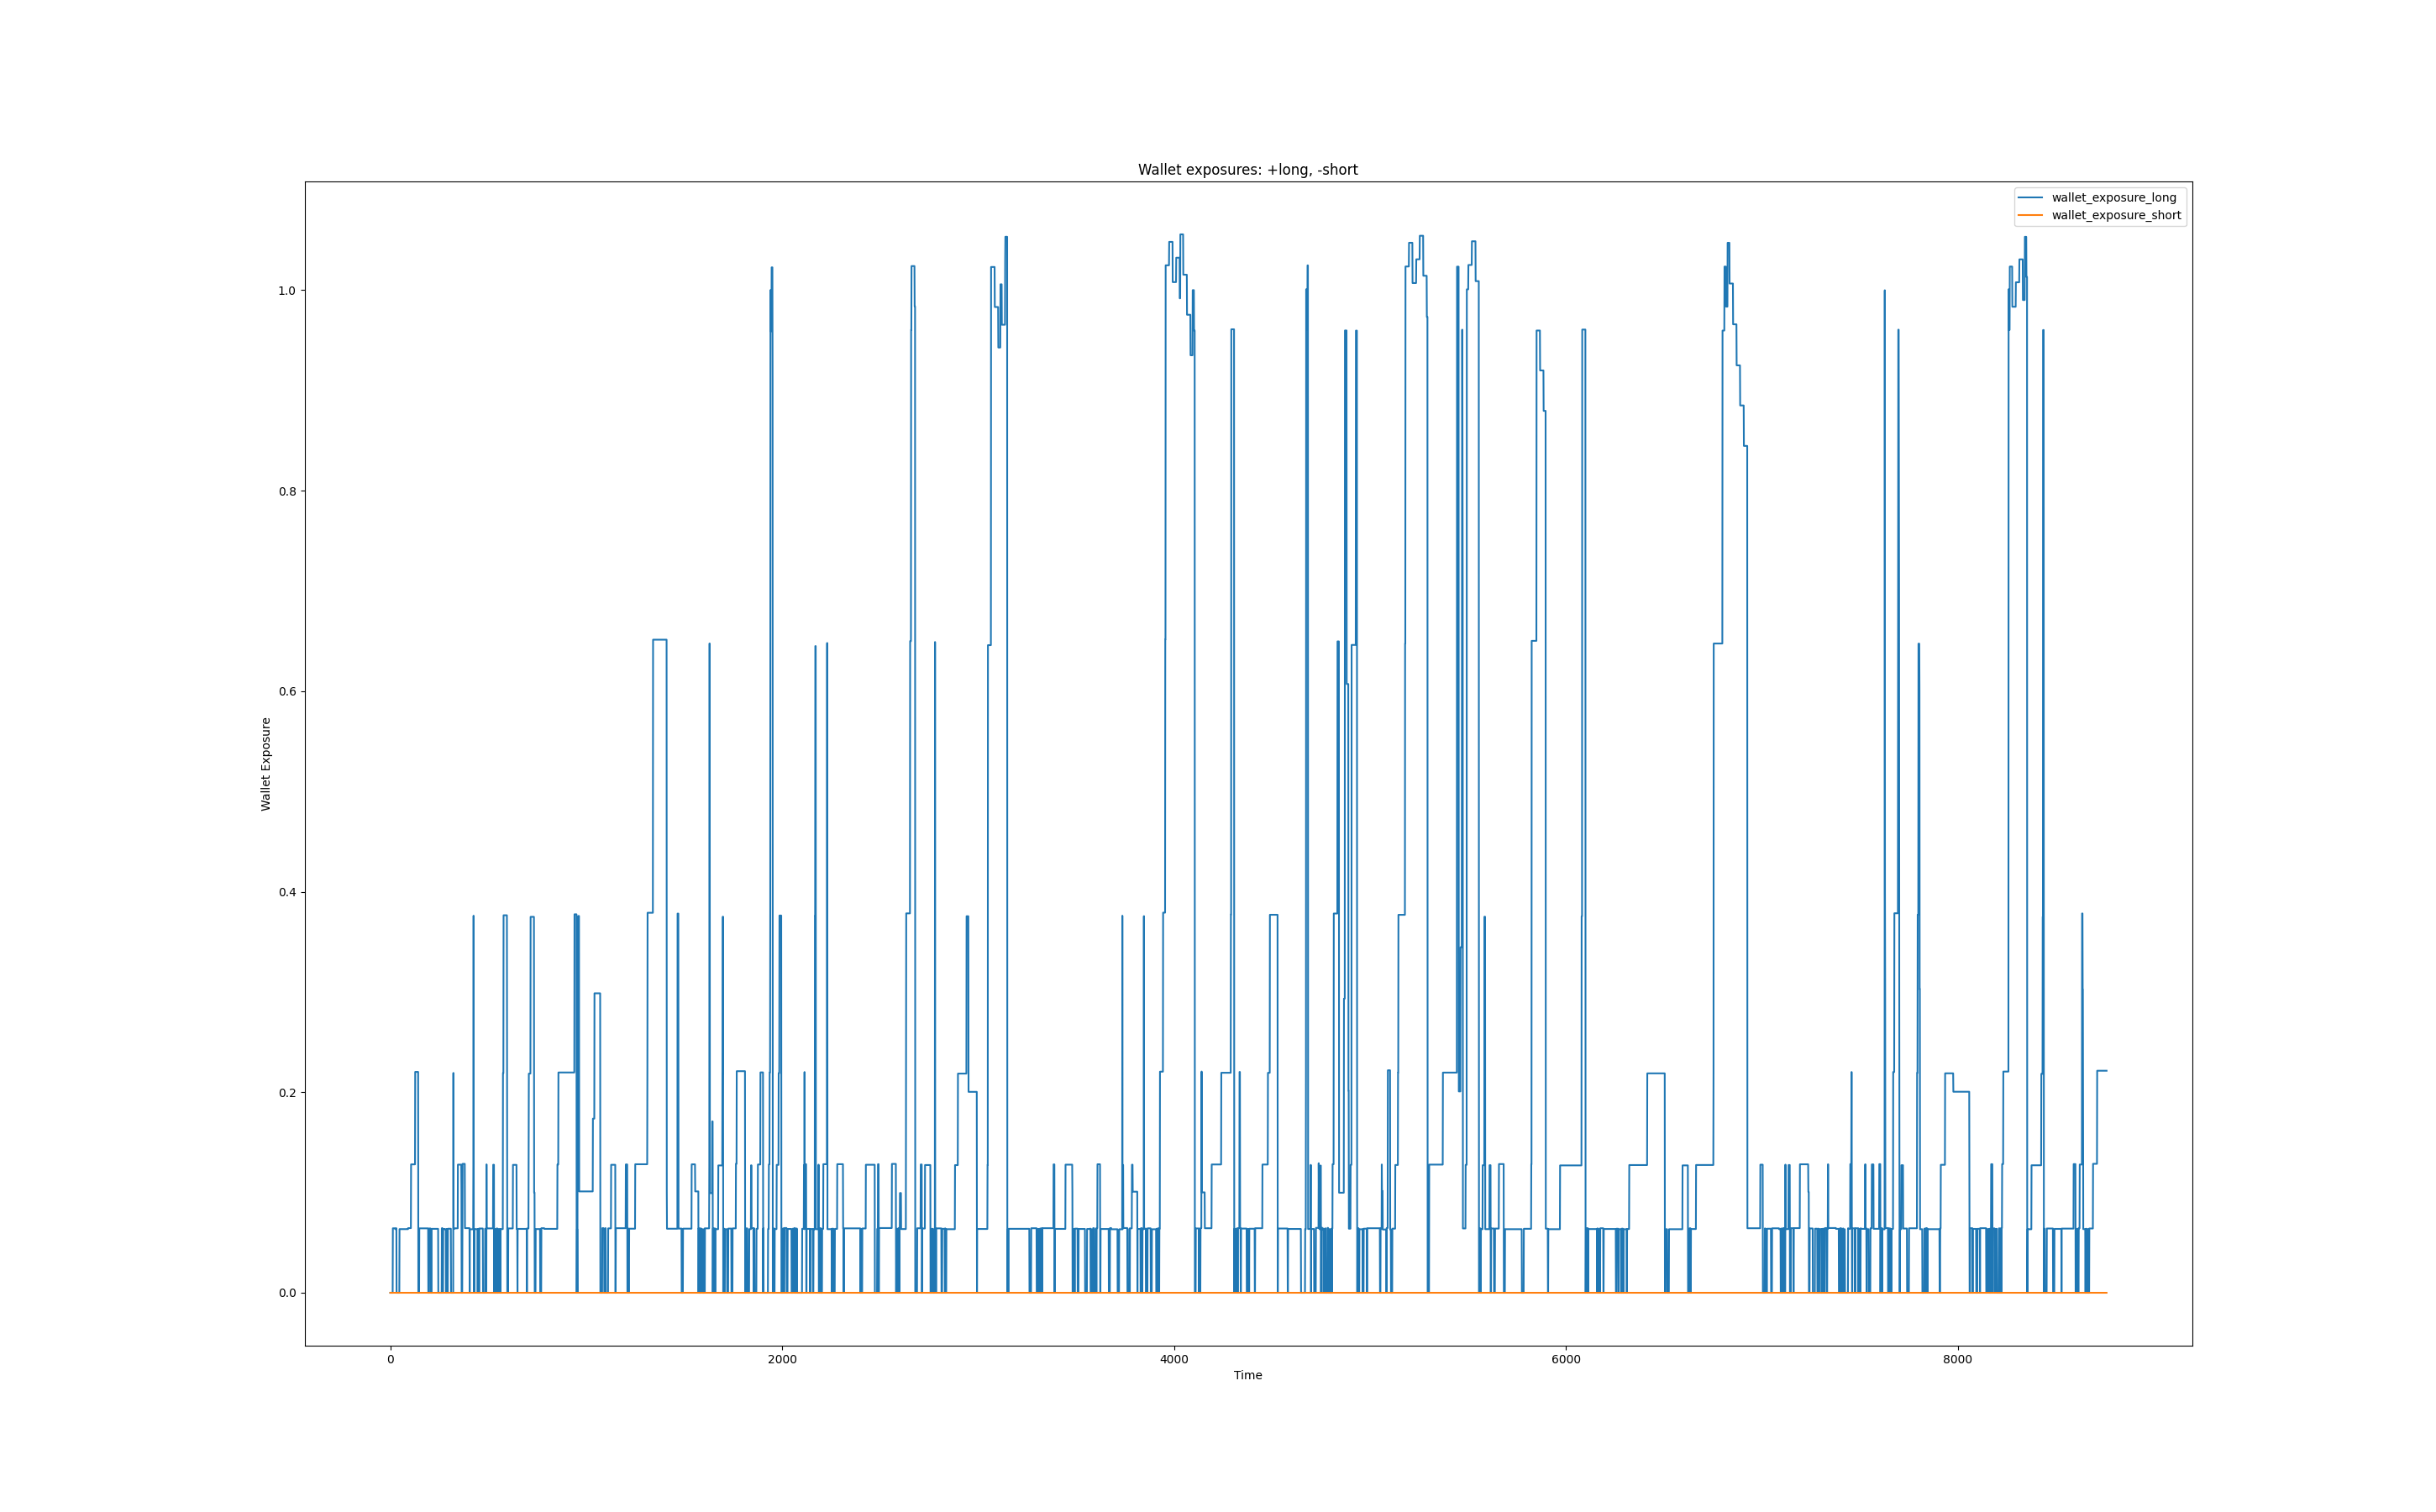 Wallet exposures: +long, -short
wallet_exposure_long
wallet_exposure_short
1.0
0.8
0.6
0.4
0.2
0.0
Wallet Exposure
0 2000 4000 6000 8000
Time